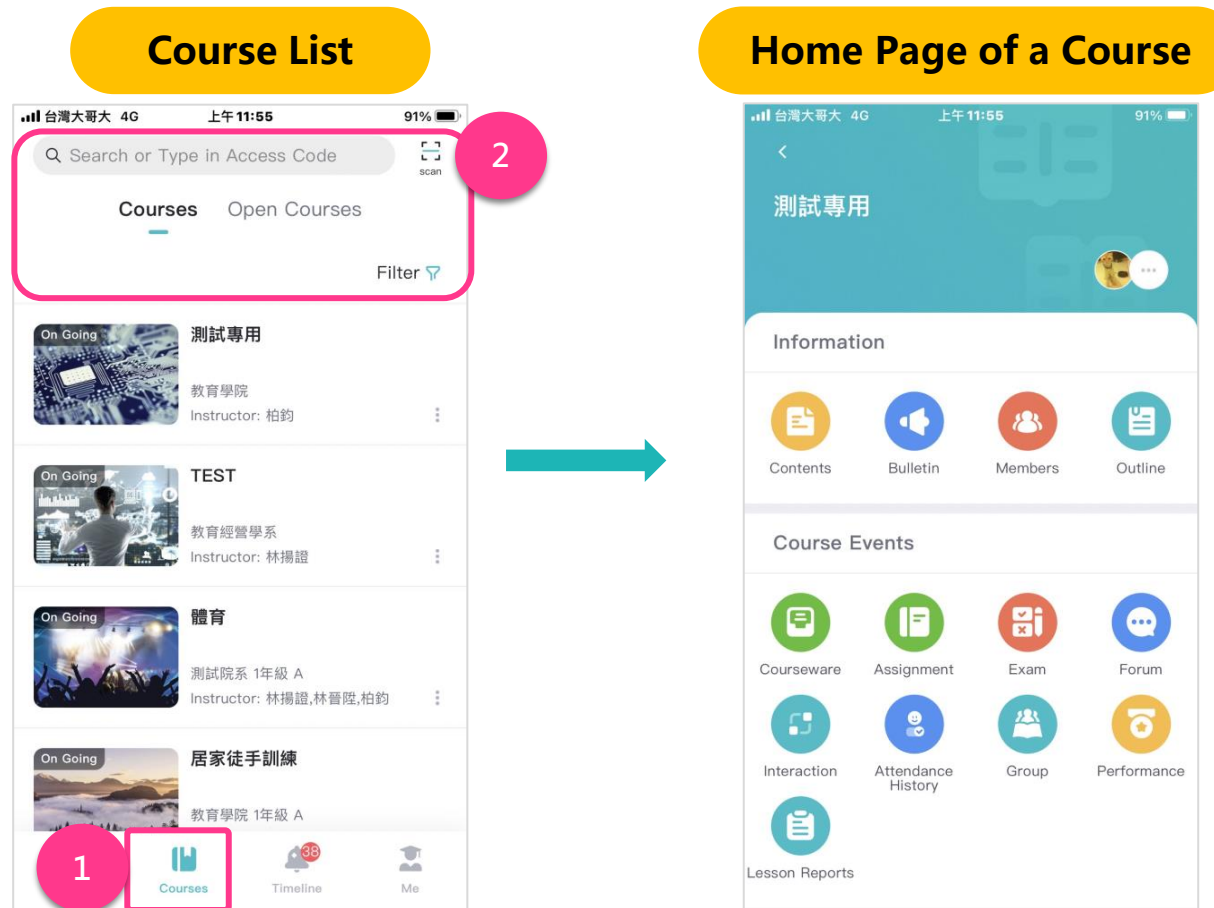 Course List
台灣大哥大 4G 上午11:55 91%
Search or Type in Access Code
scan
2
Courses Open Courses
Filter
On Going
測試專用
教育學院
Instructor: 柏鈞
On Going
TEST
教育經營學系
Instructor: 林揚證
On Going
體育
測試院系 1年級 A
Instructor: 林揚證,林晉陞,柏鈞
On Going
居家徒手訓練
教育學院 1年級 A
1
Courses
38
Timeline
Me
Home Page of a Course
台灣大哥大 4G 上午11:55 91%
測試專用
Information
Contents Bulletin Members Outline
Course Events
Courseware Assignment Exam Forum
Interaction Attendance Group Performance
History
Lesson Reports